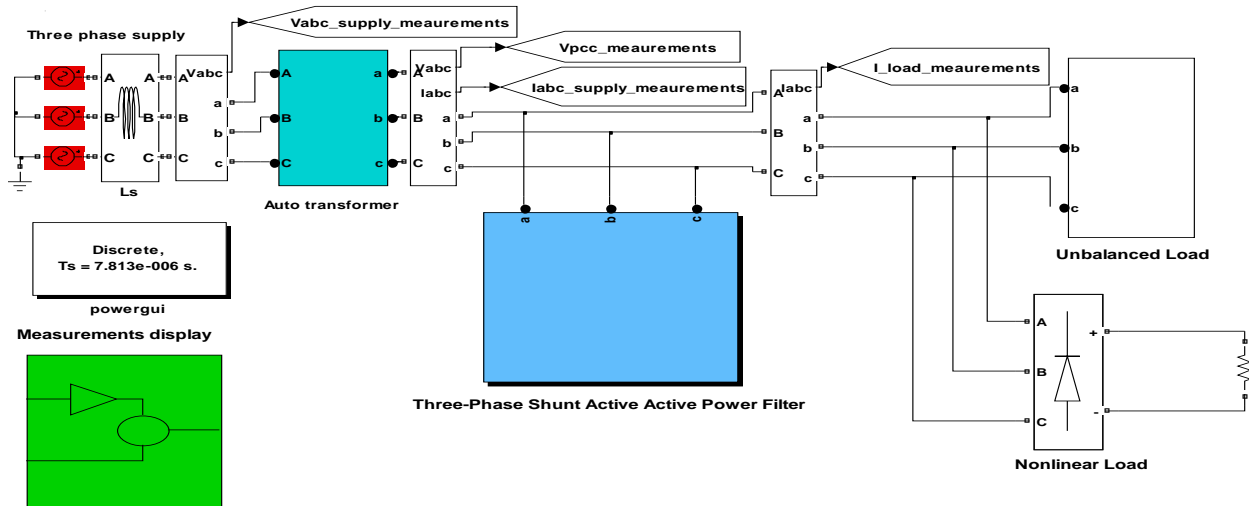 Three phase supply
A
B
C
A
B
C
Ls
A
B
C
Vabc
a
b
c
Vabc_supply_meaurements
A
B
C
a
b
c
Auto transformer
A
B
C
Vabc
Iabc
a
b
c
Vpcc_meaurements
Iabc_supply_meaurements
A
B
C
Iabc
a
b
c
I_load_meaurements
a
b
c
Unbalanced Load
a
b
c
Three-Phase Shunt Active Active Power Filter
Discrete,
Ts = 7.813e-006 s.
powergui
Measurements display
A
B
C
+
-
Nonlinear Load